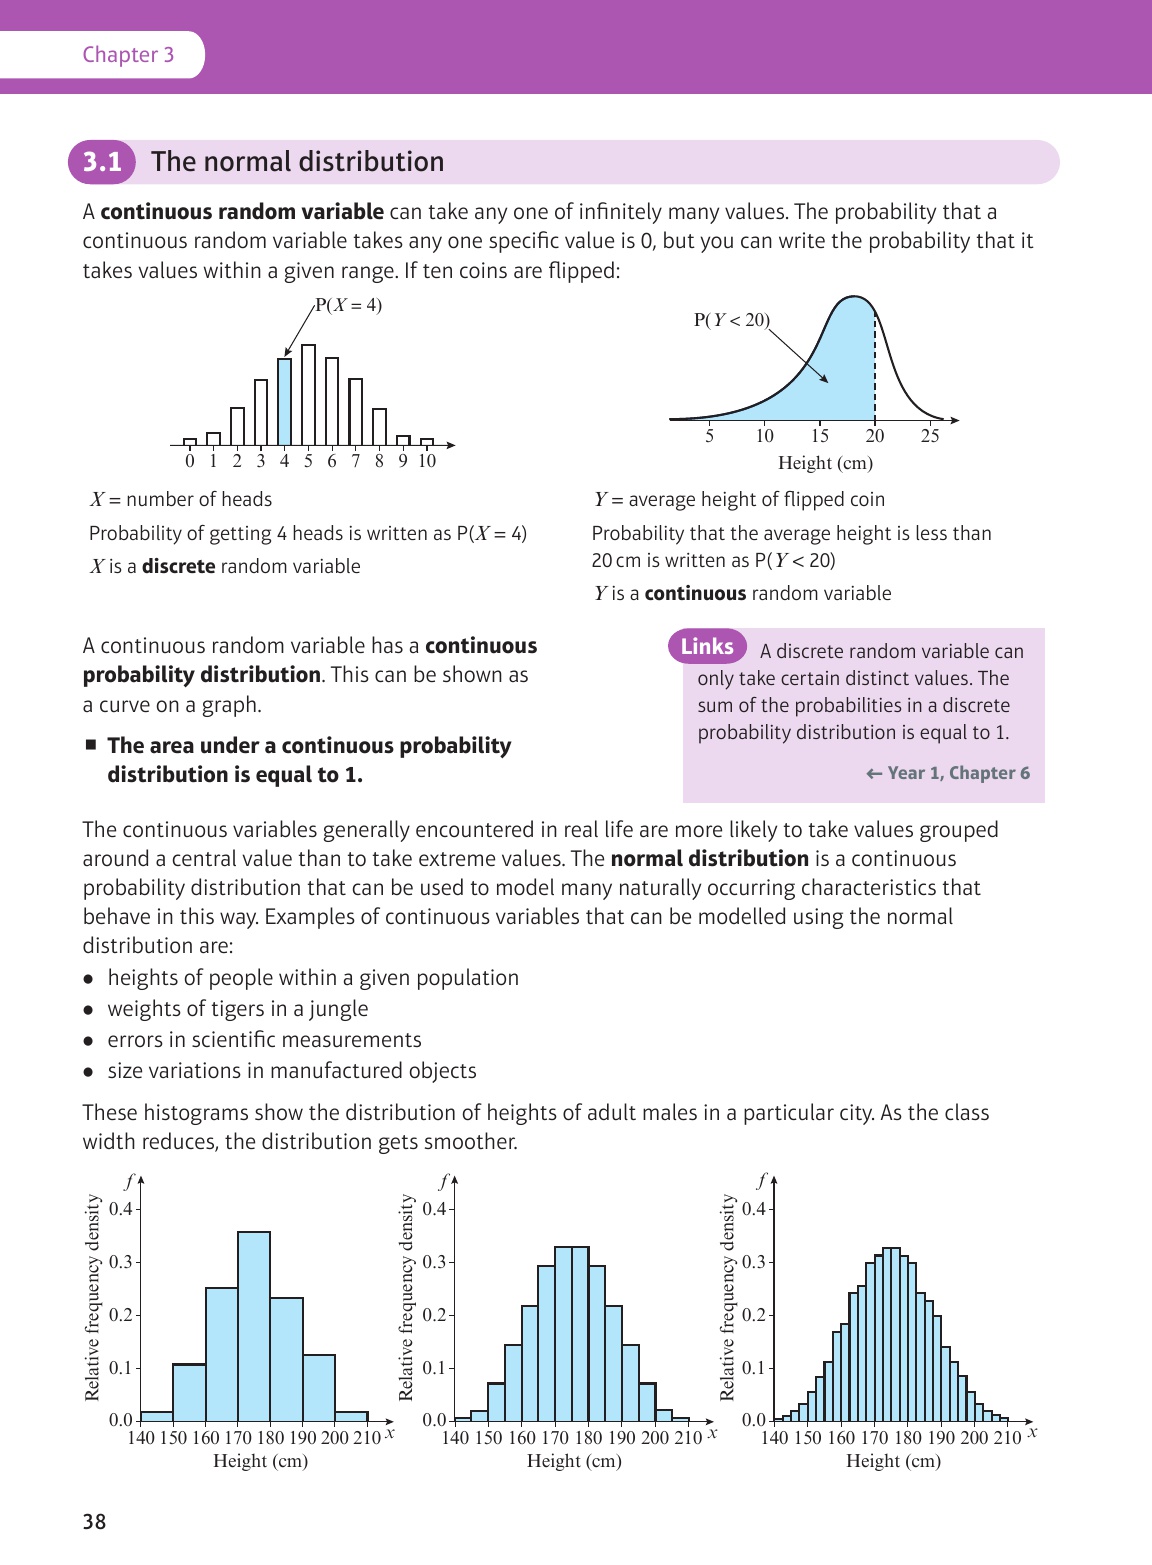 Chapter 3
3.1 The normal distribution
A continuous random variable can take any one of infinitely many values. The probability that a
continuous random variable takes any one specific value is 0, but you can write the probability that it
takes values within a given range. If ten coins are flipped:
P(X = 4)
0 1 2 3 4 5 6 7 8 9 10
X = number of heads
Probability of getting 4 heads is written as P(X = 4)
X is a discrete random variable
P(Y < 20)
5 10 15 20 25
Height (cm)
Y = average height of flipped coin
Probability that the average height is less than
20 cm is written as P(Y < 20)
Y is a continuous random variable
A continuous random variable has a continuous
probability distribution. This can be shown as
a curve on a graph.
■ The area under a continuous probability
distribution is equal to 1.
Links A discrete random variable can
only take certain distinct values. The
sum of the probabilities in a discrete
probability distribution is equal to 1.
← Year 1, Chapter 6
The continuous variables generally encountered in real life are more likely to take values grouped
around a central value than to take extreme values. The normal distribution is a continuous
probability distribution that can be used to model many naturally occurring characteristics that
behave in this way. Examples of continuous variables that can be modelled using the normal
distribution are:
● heights of people within a given population
● weights of tigers in a jungle
● errors in scientific measurements
● size variations in manufactured objects
These histograms show the distribution of heights of adult males in a particular city. As the class
width reduces, the distribution gets smoother.
f
Relative frequency density
0.4
0.3
0.2
0.1
0.0
140 150 160 170 180 190 200 210 x
Height (cm)
f
Relative frequency density
0.4
0.3
0.2
0.1
0.0
140 150 160 170 180 190 200 210 x
Height (cm)
f
Relative frequency density
0.4
0.3
0.2
0.1
0.0
140 150 160 170 180 190 200 210 x
Height (cm)
38